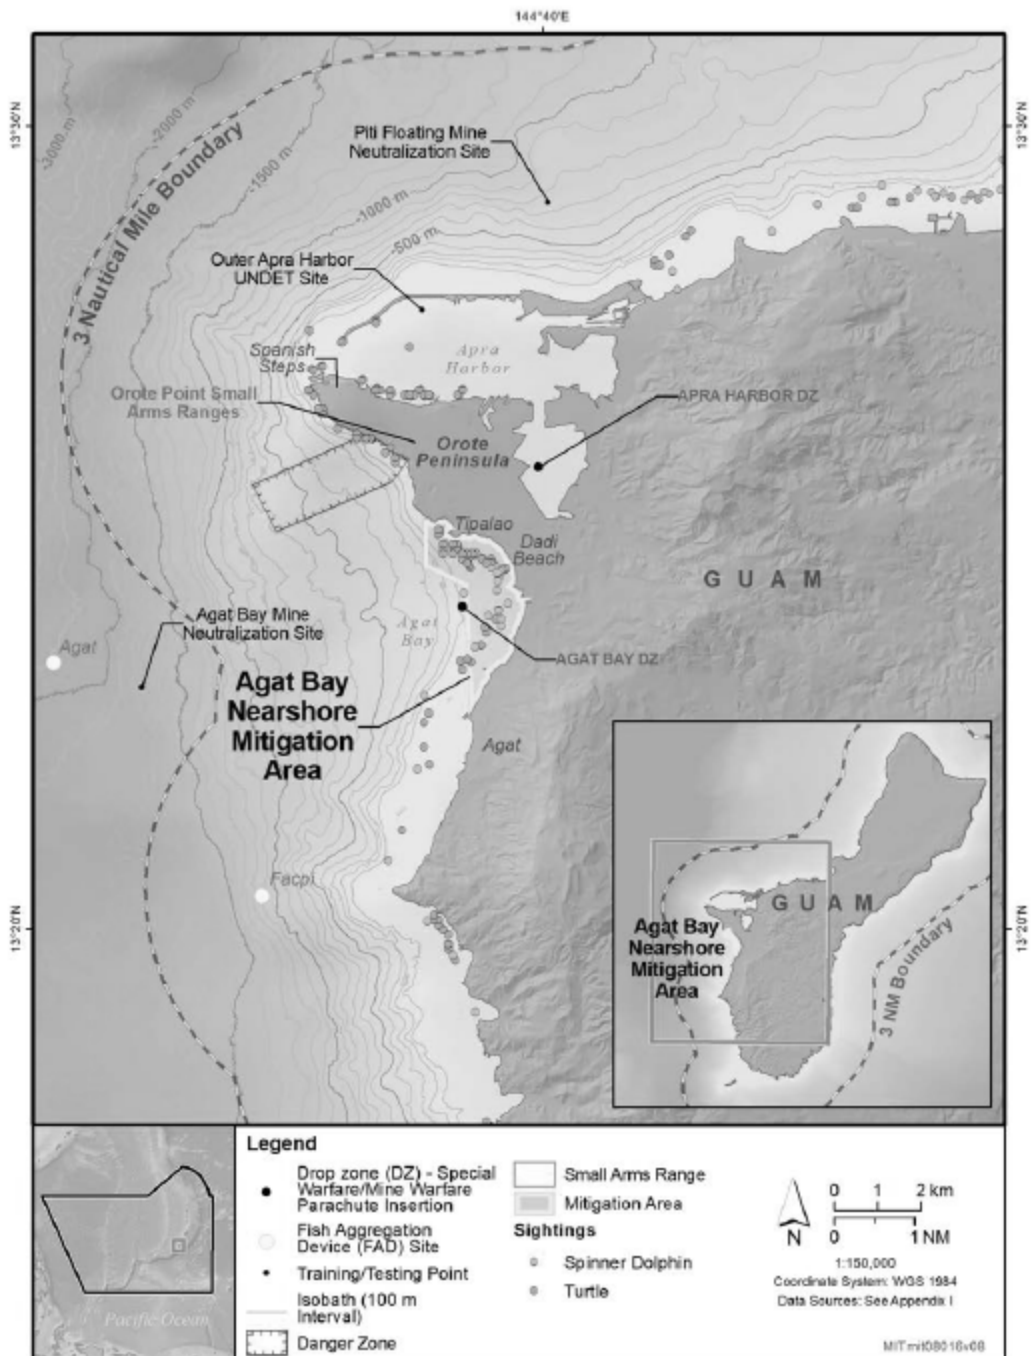 144°40'E
13°30'N
13°30'N
-3000 m
-2000 m
-1500 m
-1000 m
-500 m
3 Nautical Mile Boundary
Piti Floating Mine
Neutralization Site
Outer Apra Harbor
UNDET Site
Spanish
Steps
Apra
Harbor
Orote Point Small
Arms Ranges
APRA HARBOR DZ
Orote
Peninsula
Tipalao
Dadi
Beach
GUAM
Agat Bay Mine
Neutralization Site
Agat
Agat
Bay
AGAT BAY DZ
Agat Bay
Nearshore
Mitigation
Area
Agat
Facpi
13°20'N
13°20'N
GUAM
Agat Bay
Nearshore
Mitigation
Area
3 NM Boundary
Pacific Ocean
Legend
Drop zone (DZ) - Special
Warfare/Mine Warfare
Parachute Insertion
Fish Aggregation
Device (FAD) Site
Training/Testing Point
Isobath (100 m
Interval)
Danger Zone
Small Arms Range
Mitigation Area
Sightings
Spinner Dolphin
Turtle
N
0 1 2 km
0 1 NM
1:150,000
Coordinate System: WGS 1984
Data Sources: See Appendix I
MITmit08016v08